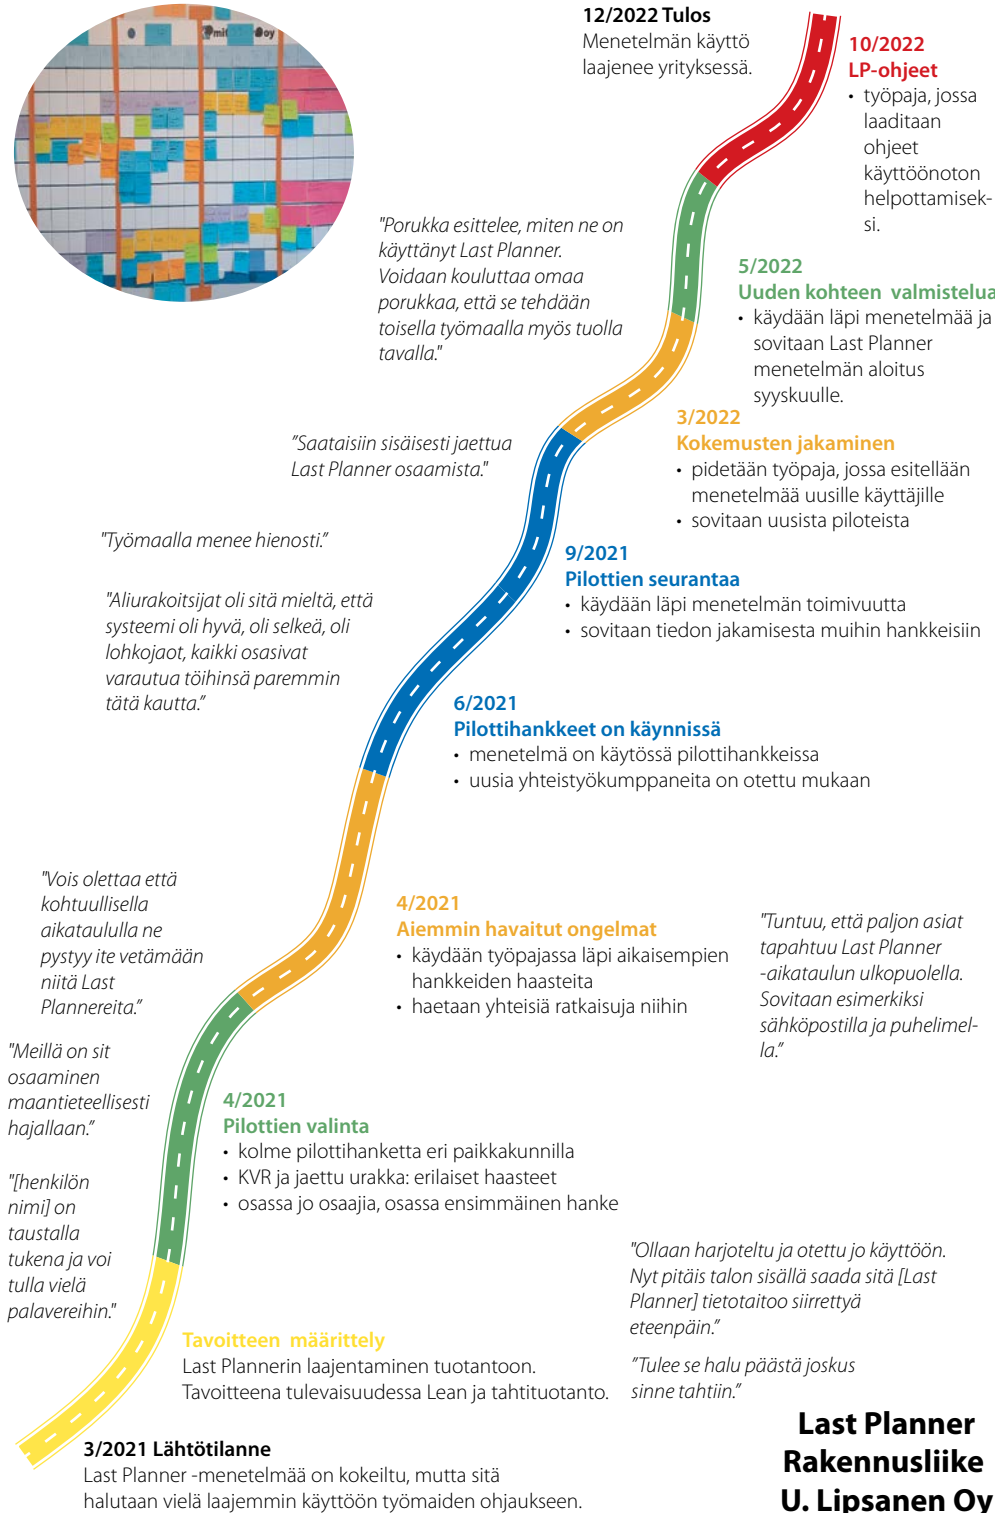 12/2022 Tulos
Menetelmän käyttö
laajenee yrityksessä.
10/2022
LP-ohjeet
• työpaja, jossa
laaditaan
ohjeet
käyttöönoton
helpottamisek-
si.
"Porukka esittelee, miten ne on
käyttänyt Last Planner.
Voidaan kouluttaa omaa
porukkaa, että se tehdään
toisella työmaalla myös tuolla
tavalla."
5/2022
Uuden kohteen valmistelua
• käydään läpi menetelmää ja
sovitaan Last Planner
menetelmän aloitus
syyskuulle.
3/2022
Kokemusten jakaminen
• pidetään työpaja, jossa esitellään
menetelmää uusille käyttäjille
• sovitaan uusista piloteista
"Saataisiin sisäisesti jaettua
Last Planner osaamista."
"Työmaalla menee hienosti."
9/2021
Pilottien seurantaa
• käydään läpi menetelmän toimivuutta
• sovitaan tiedon jakamisesta muihin hankkeisiin
"Aliurakoitsijat oli sitä mieltä, että
systeemi oli hyvä, oli selkeä, oli
lohkojaot, kaikki osasivat
varautua töihinsä paremmin
tätä kautta."
6/2021
Pilottihankkeet on käynnissä
• menetelmä on käytössä pilottihankkeissa
• uusia yhteistyökumppaneita on otettu mukaan
"Vois olettaa että
kohtuullisella
aikataululla ne
pystyy ite vetämään
niitä Last
Plannereita."
4/2021
Aiemmin havaitut ongelmat
• käydään työpajassa läpi aikaisempien
hankkeiden haasteita
• haetaan yhteisiä ratkaisuja niihin
"Tuntuu, että paljon asiat
tapahtuu Last Planner
-aikataulun ulkopuolella.
Sovitaan esimerkiksi
sähköpostilla ja puhelimel-
la."
"Meillä on sit
osaaminen
maantieteellisesti
hajallaan."
4/2021
Pilottien valinta
• kolme pilottihanketta eri paikkakunnilla
• KVR ja jaettu urakka: erilaiset haasteet
• osassa jo osaajia, osassa ensimmäinen hanke
"[henkilön
nimi] on
taustalla
tukena ja voi
tulla vielä
palavereihin."
"Ollaan harjoteltu ja otettu jo käyttöön.
Nyt pitäis talon sisällä saada sitä [Last
Planner] tietotaitoo siirrettyä
eteenpäin."
Tavoitteen määrittely
Last Plannerin laajentaminen tuotantoon.
Tavoitteena tulevaisuudessa Lean ja tahtituotanto.
"Tulee se halu päästä joskus
sinne tahtiin."
3/2021 Lähtötilanne
Last Planner -menetelmää on kokeiltu, mutta sitä
halutaan vielä laajemmin käyttöön työmaiden ohjaukseen.
Last Planner
Rakennusliike
U. Lipsanen Oy